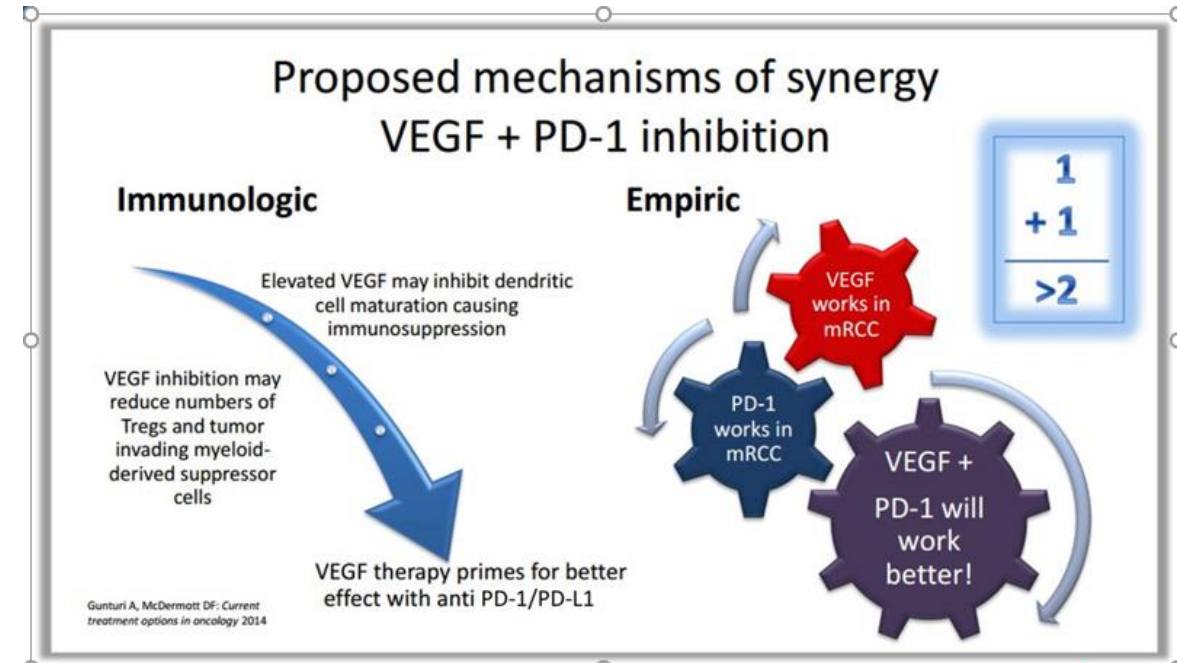 Proposed mechanisms of synergy
VEGF + PD-1 inhibition
Immunologic
Elevated VEGF may inhibit dendritic
cell maturation causing
immunosuppression
VEGF inhibition may
reduce numbers of
Tregs and tumor
invading myeloid-
derived suppressor
cells
VEGF therapy primes for better
effect with anti PD-1/PD-L1
Gunturi A, McDermott DF: Current
treatment options in oncology 2014
Empiric
VEGF
works in
mRCC
PD-1
works in
mRCC
VEGF +
PD-1 will
work
better!
1
+ 1
>2